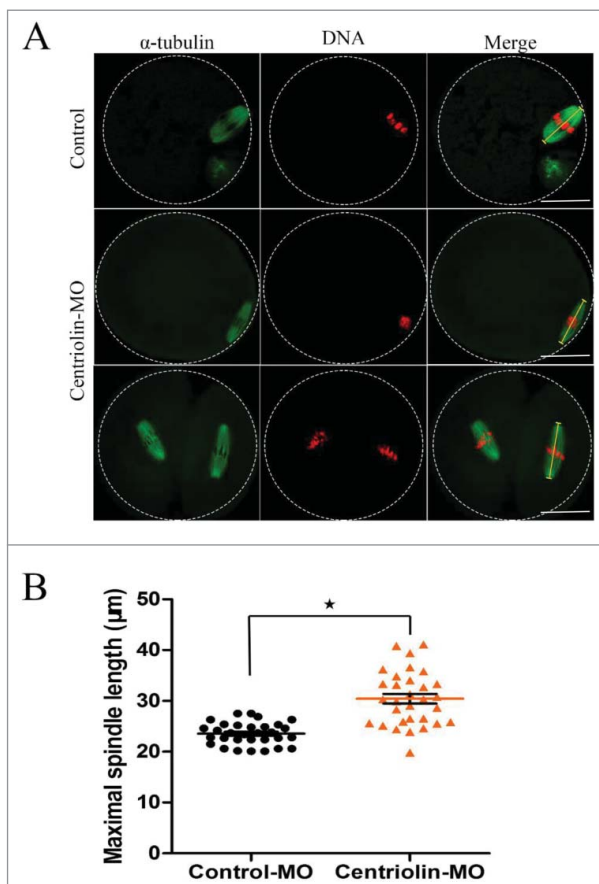 A
α-tubulin DNA Merge
Control
Centriolin-MO
B
Maximal spindle length (µm)
50
40
30
20
10
0
★
Control-MO Centriolin-MO